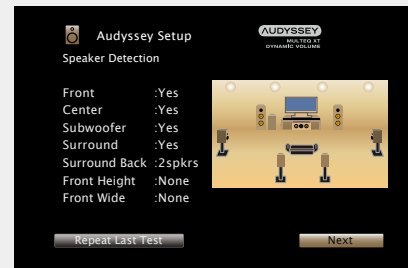 Audyssey Setup
AUDYSSEY
MULTEQ XT
DYNAMIC VOLUME
Speaker Detection
Front :Yes
Center :Yes
Subwoofer :Yes
Surround :Yes
Surround Back :2spkrs
Front Height :None
Front Wide :None
Repeat Last Test
Next